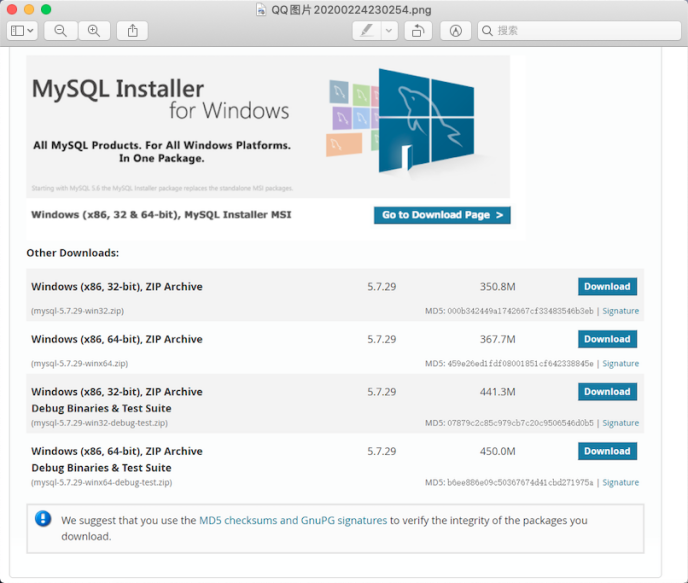 QQ图片20200224230254.png
搜索
MySQL Installer
for Windows
All MySQL Products. For All Windows Platforms.
In One Package.
Starting with MySQL 5.6 the MySQL Installer package replaces the standalone MSI packages.
Windows (x86, 32 & 64-bit), MySQL Installer MSI
Go to Download Page >
Other Downloads:
Windows (x86, 32-bit), ZIP Archive 5.7.29 350.8M Download
(mysql-5.7.29-win32.zip) MD5: 000b342449a1742667cf33483546b3eb | Signature
Windows (x86, 64-bit), ZIP Archive 5.7.29 367.7M Download
(mysql-5.7.29-winx64.zip) MD5: 459e26ed1fdf08001851cf642338845e | Signature
Windows (x86, 32-bit), ZIP Archive 5.7.29 441.3M Download
Debug Binaries & Test Suite
(mysql-5.7.29-win32-debug-test.zip) MD5: 07879c2c85c979cb7c20c9506546d0b5 | Signature
Windows (x86, 64-bit), ZIP Archive 5.7.29 450.0M Download
Debug Binaries & Test Suite
(mysql-5.7.29-winx64-debug-test.zip) MD5: b6ee886e09c50367674d41cbd271975a | Signature
We suggest that you use the MD5 checksums and GnuPG signatures to verify the integrity of the packages you
download.